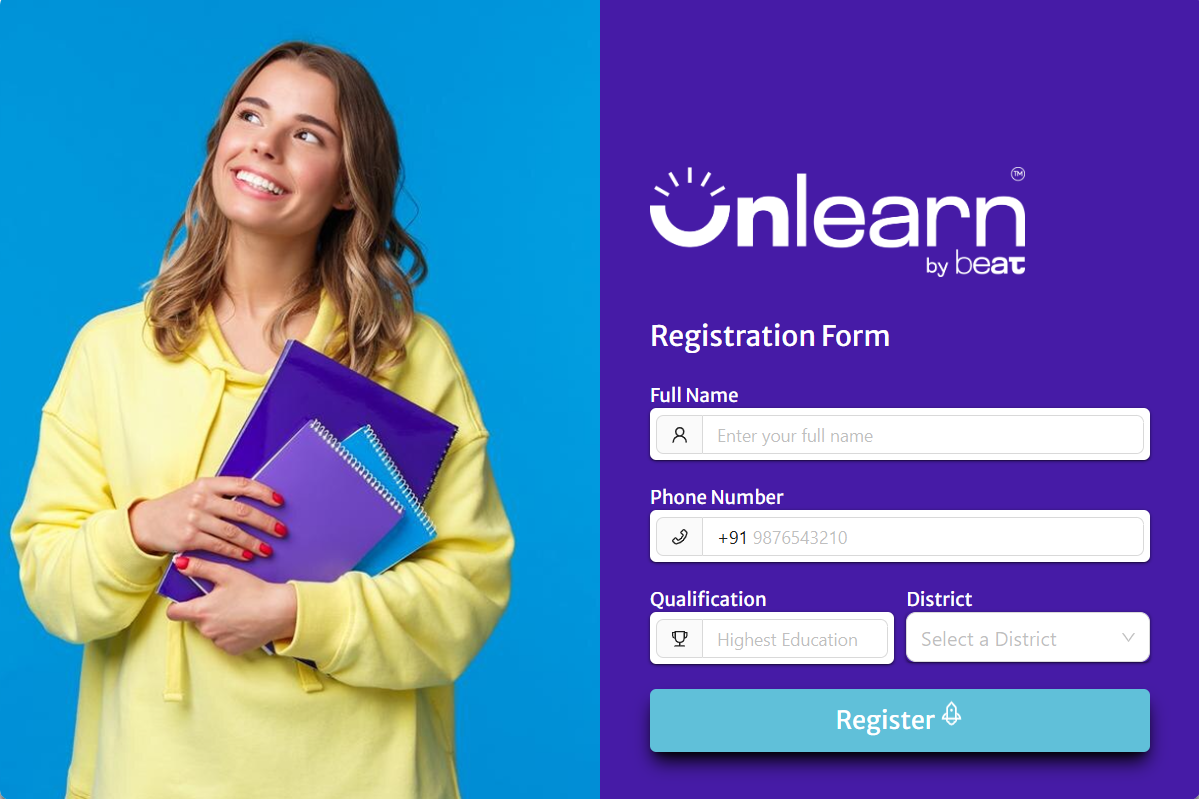 unlearn
TM
by beat
Registration Form
Full Name
Enter your full name
Phone Number
+91 9876543210
Qualification
District
Highest Education
Select a District
Register